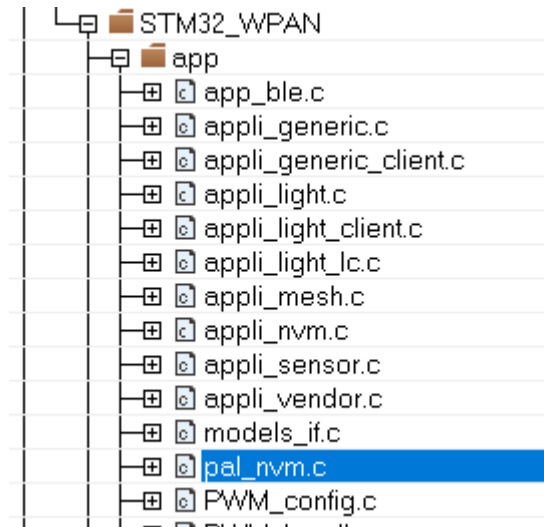 STM32_WPAN
app
app_ble.c
appli_generic.c
appli_generic_client.c
appli_light.c
appli_light_client.c
appli_light_lc.c
appli_mesh.c
appli_nvm.c
appli_sensor.c
appli_vendor.c
models_if.c
pal_nvm.c
PWM_config.c